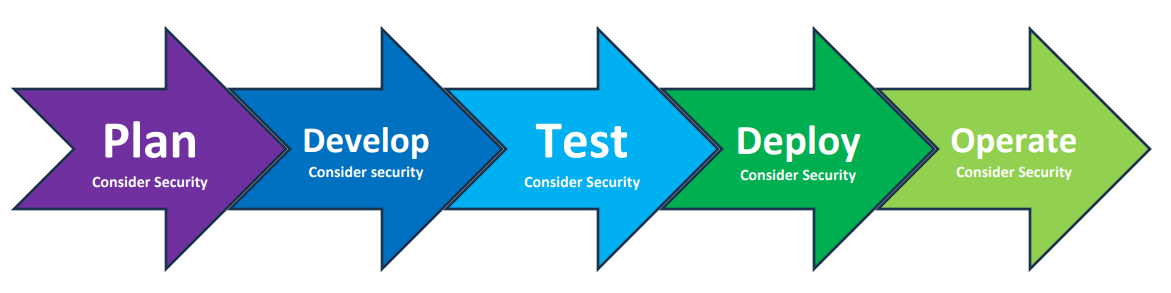 Plan
Consider Security
Develop
Consider security
Test
Consider Security
Deploy
Consider Security
Operate
Consider Security